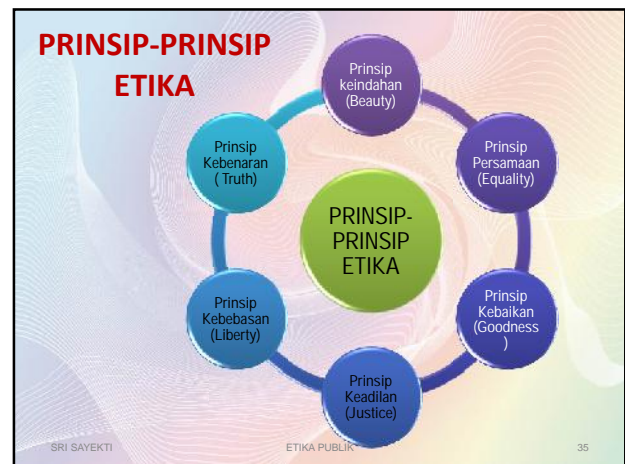 PRINSIP-PRINSIP
ETIKA
Prinsip
keindahan
(Beauty)
Prinsip
Persamaan
(Equality)
Prinsip
Kebaikan
(Goodness
)
Prinsip
Keadilan
(Justice)
Prinsip
Kebebasan
(Liberty)
Prinsip
Kebenaran
( Truth)
PRINSIP-
PRINSIP
ETIKA
SRI SAYEKTI
ETIKA PUBLIK
35